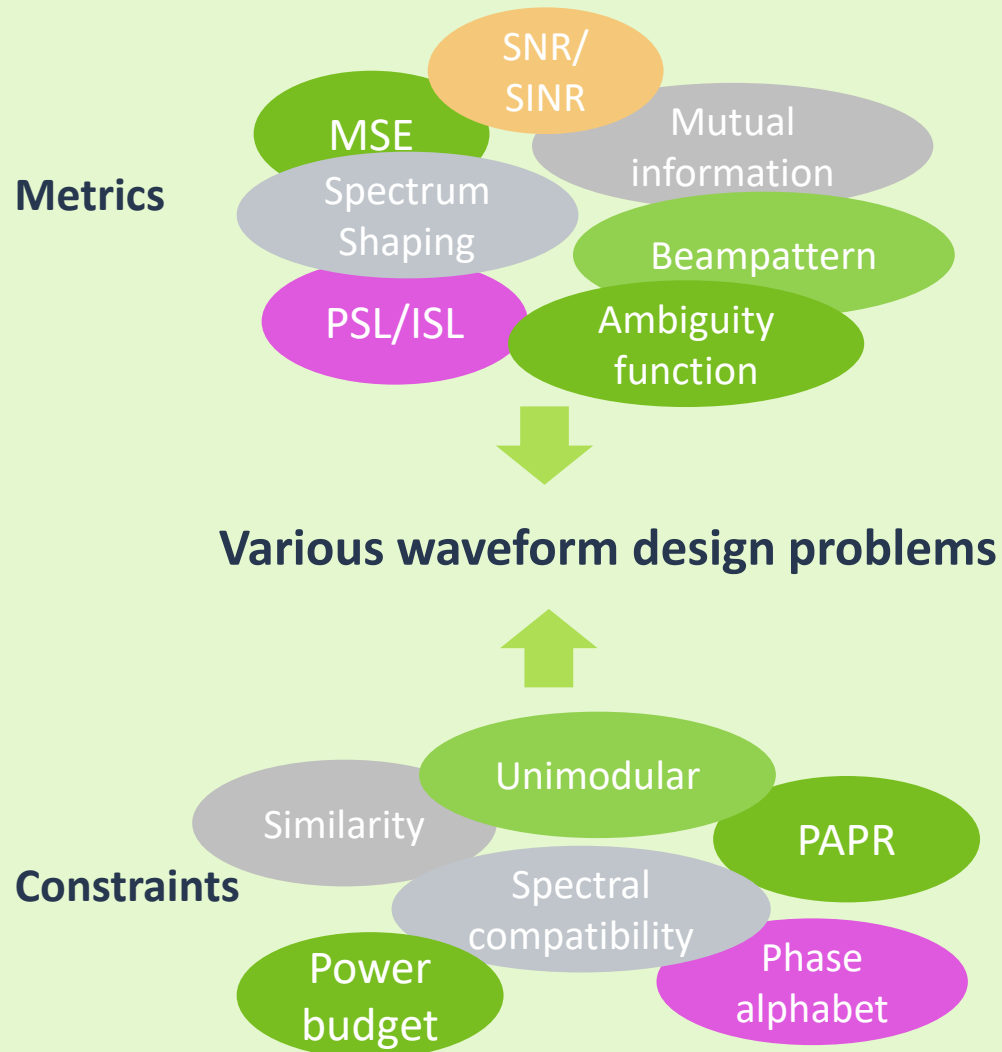 SNR/
SINR
MSE
Mutual
information
Metrics
Spectrum
Shaping
Beampattern
PSL/ISL
Ambiguity
function
Various waveform design problems
Unimodular
Similarity
PAPR
Constraints
Spectral
compatibility
Power
budget
Phase
alphabet